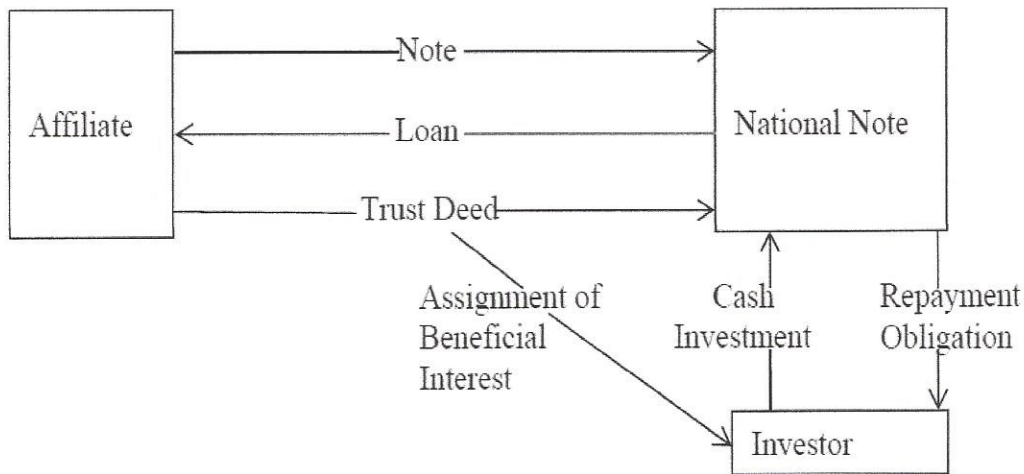 Note
Affiliate
Loan
National Note
Trust Deed
Assignment of
Beneficial
Interest
Cash
Investment
Repayment
Obligation
Investor